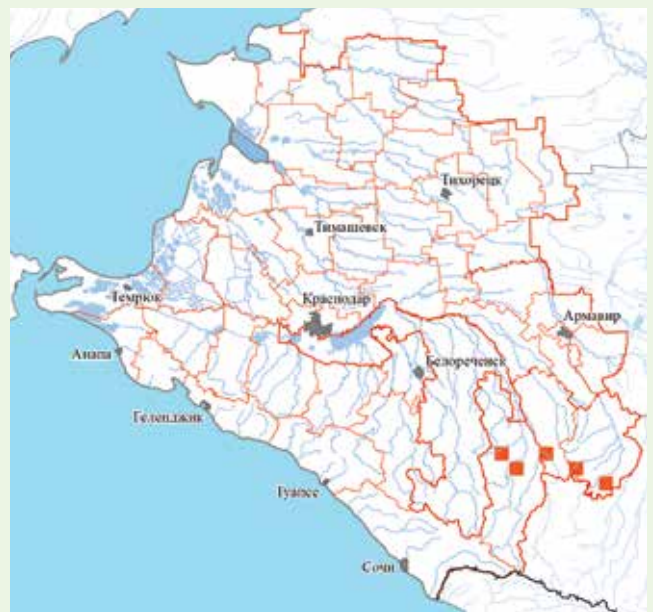 Тихорецк
Тимашевск
Темрюк
Краснодар
Армавир
Анапа
Белореченск
Геленджик
Туапсе
Сочи